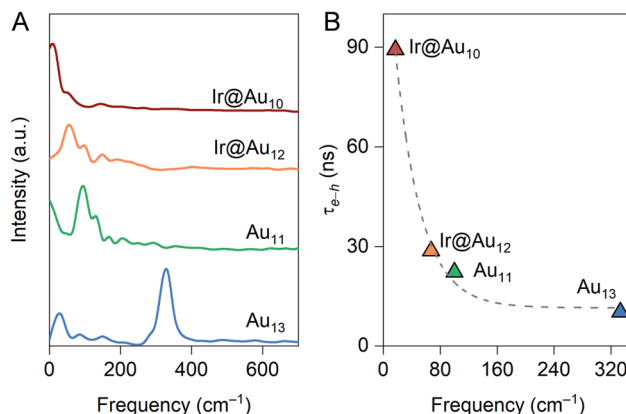 A
Intensity (a.u.)
Ir@Au₁₀
Ir@Au₁₂
Au₁₁
Au₁₃
0 200 400 600
Frequency (cm⁻¹)
B
τₑ₋ₕ (ns)
90
60
30
0
Ir@Au₁₀
Ir@Au₁₂
Au₁₁
Au₁₃
0 80 160 240 320
Frequency (cm⁻¹)